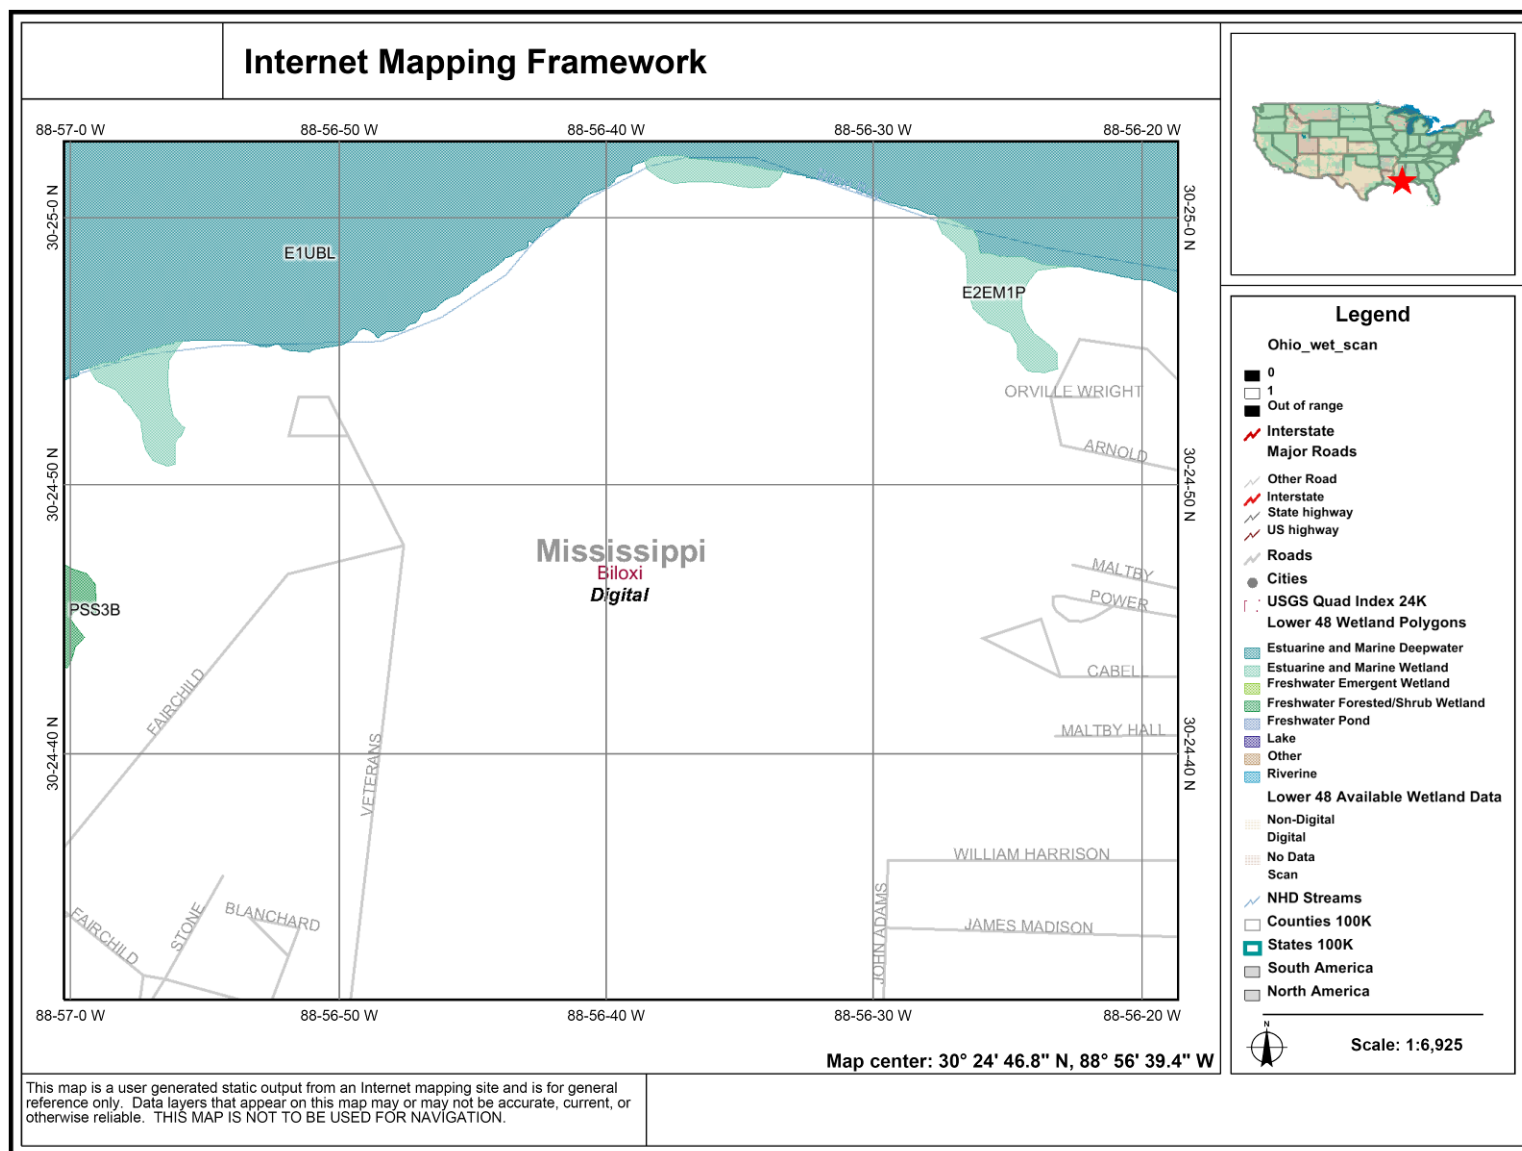 Internet Mapping Framework
88-57-0 W
88-56-50 W
88-56-40 W
88-56-30 W
88-56-20 W
30-25-0 N
30-25-0 N
E1UBL
E2EM1P
ORVILLE WRIGHT
ARNOLD
30-24-50 N
30-24-50 N
Mississippi
Biloxi
Digital
MALTBY
POWER
PSS3B
CABELL
FAIRCHILD
MALTBY HALL
VETERANS
30-24-40 N
30-24-40 N
WILLIAM HARRISON
JOHN ADAMS
JAMES MADISON
FAIRCHILD
STONE
BLANCHARD
88-57-0 W
88-56-50 W
88-56-40 W
88-56-30 W
88-56-20 W
Map center: 30° 24' 46.8" N, 88° 56' 39.4" W
This map is a user generated static output from an Internet mapping site and is for general
reference only. Data layers that appear on this map may or may not be accurate, current, or
otherwise reliable. THIS MAP IS NOT TO BE USED FOR NAVIGATION.
Legend
Ohio_wet_scan
0
1
Out of range
Interstate
Major Roads
Other Road
Interstate
State highway
US highway
Roads
Cities
USGS Quad Index 24K
Lower 48 Wetland Polygons
Estuarine and Marine Deepwater
Estuarine and Marine Wetland
Freshwater Emergent Wetland
Freshwater Forested/Shrub Wetland
Freshwater Pond
Lake
Other
Riverine
Lower 48 Available Wetland Data
Non-Digital
Digital
No Data
Scan
NHD Streams
Counties 100K
States 100K
South America
North America
N
Scale: 1:6,925